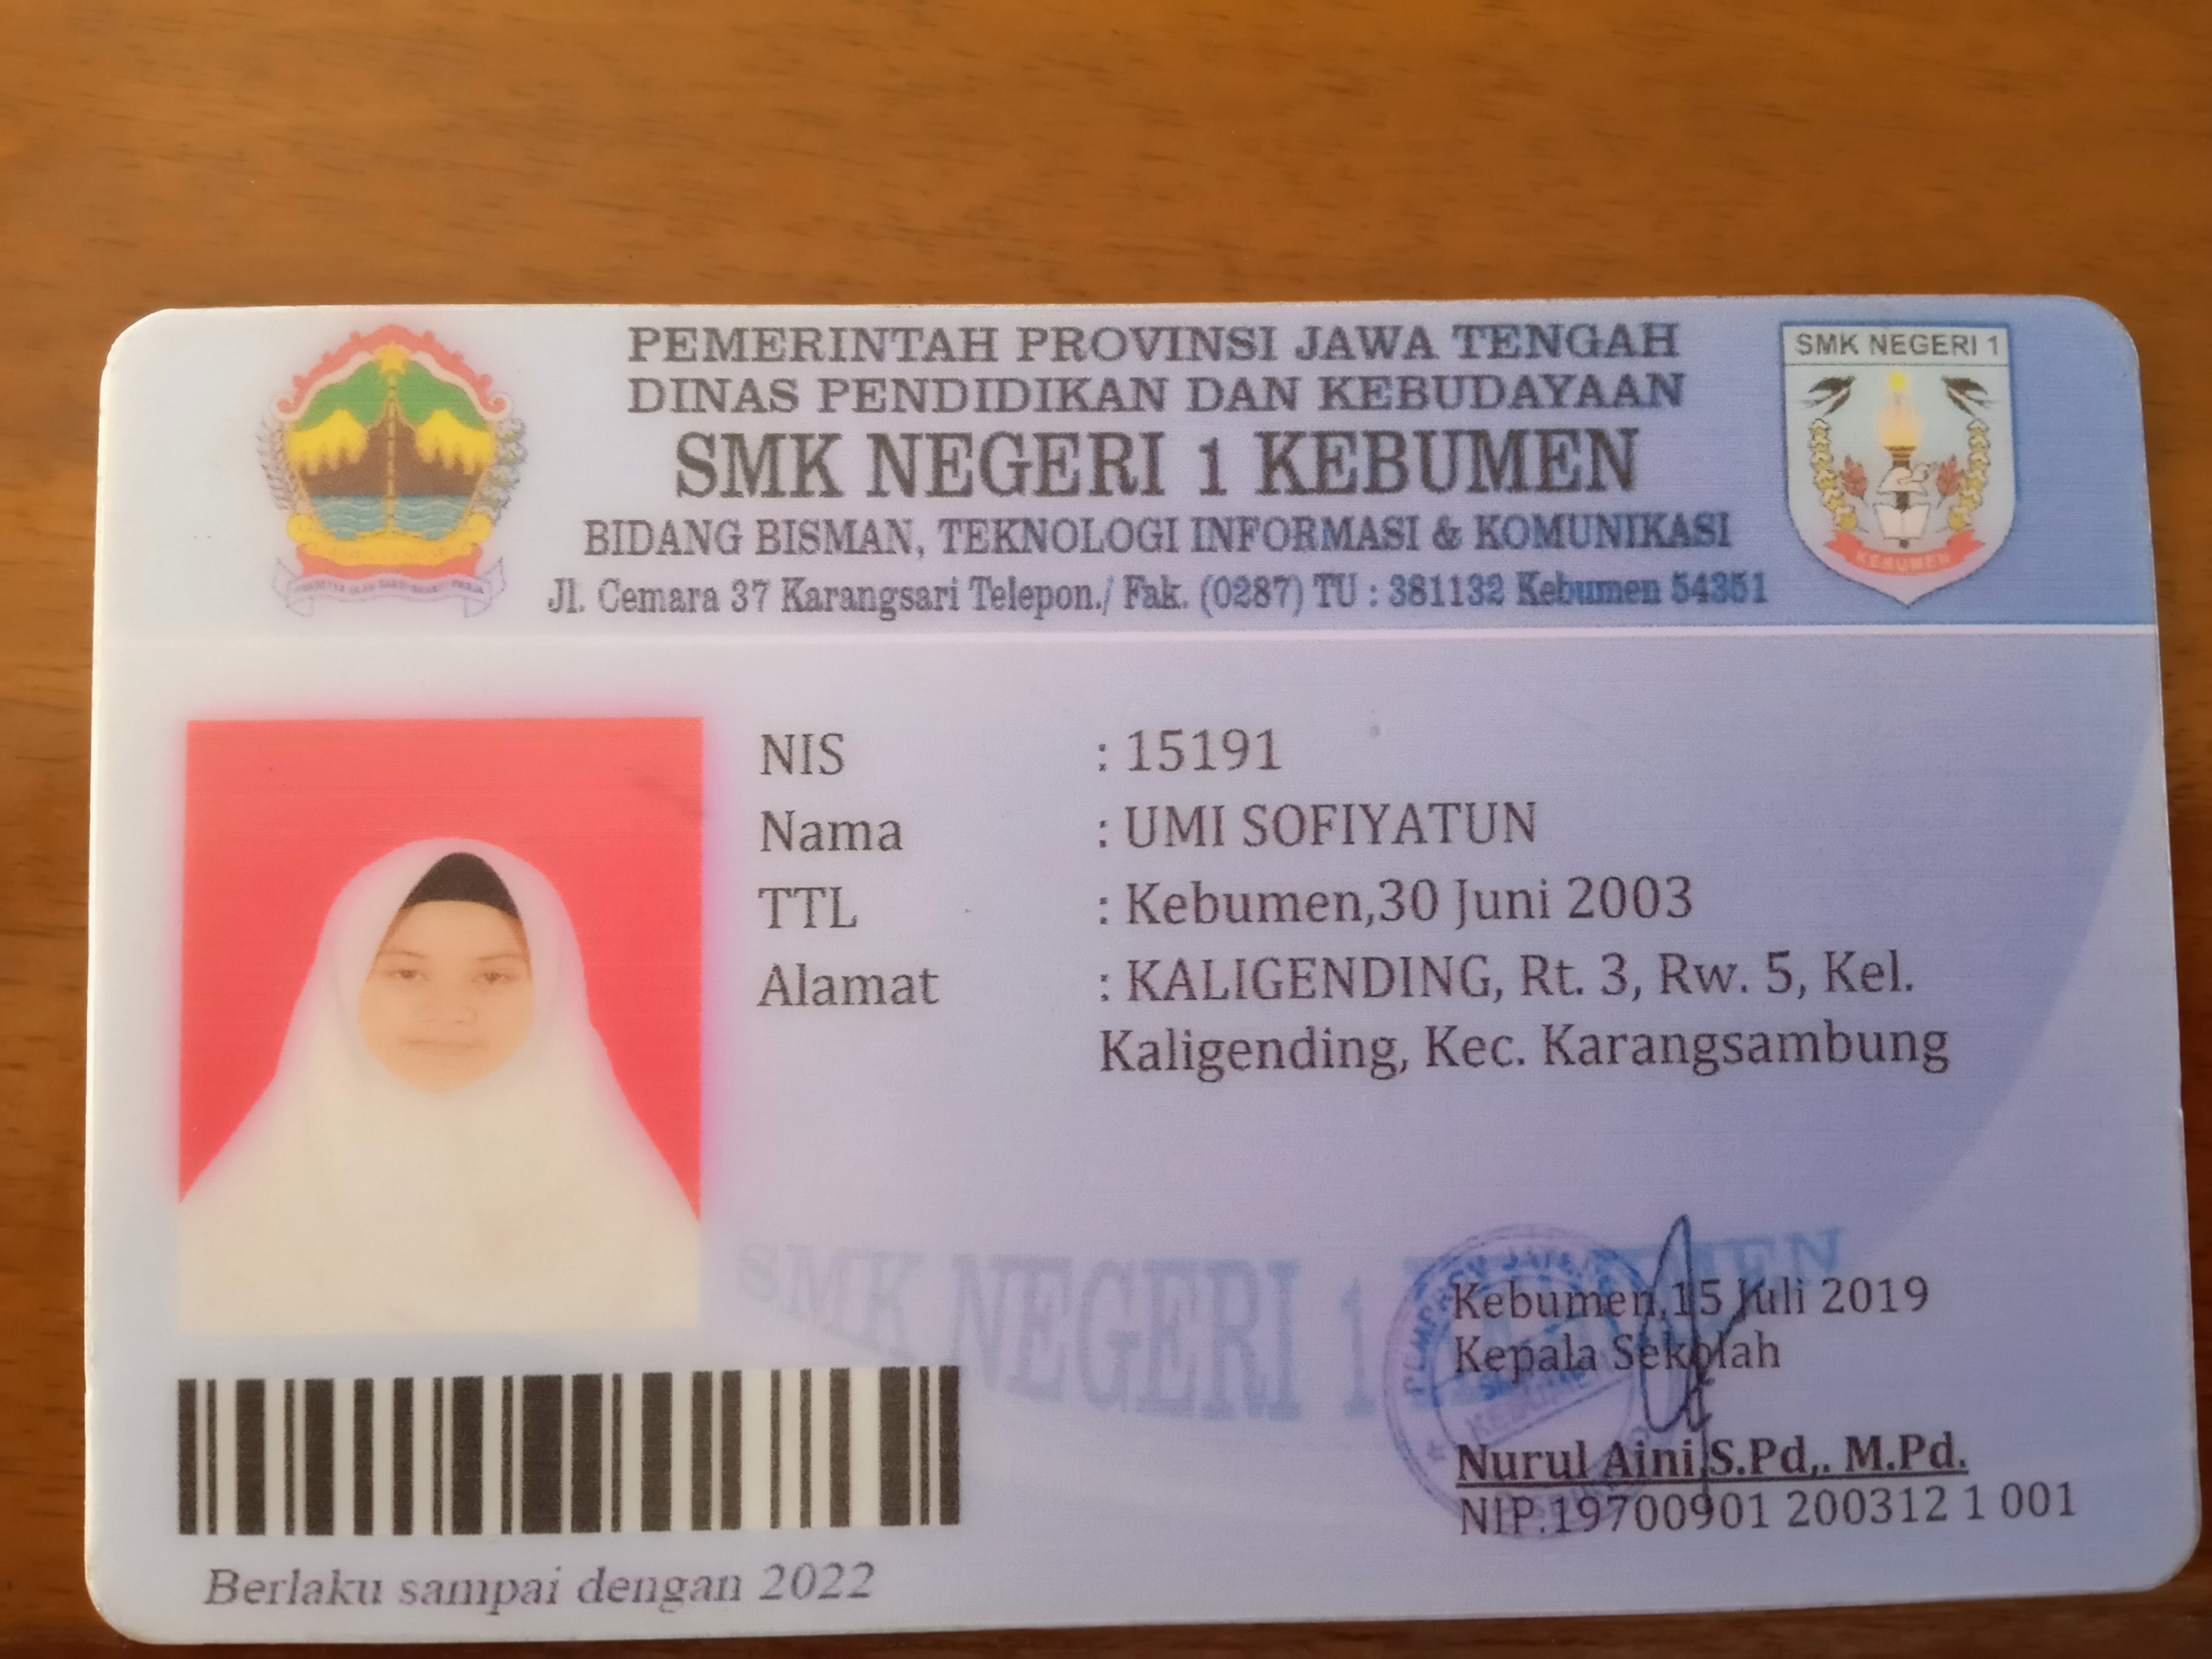 PEMERINTAH PROVINSI JAWA TENGAH
DINAS PENDIDIKAN DAN KEBUDAYAAN
SMK NEGERI 1 KEBUMEN
BIDANG BISMAN, TEKNOLOGI INFORMASI & KOMUNIKASI
Jl. Cemara 37 Karangsari Telepon./ Fak. (0287) TU : 381132 Kebumen 54351
SMK NEGERI 1
KEBUMEN
NIS : 15191
Nama : UMI SOFIYATUN
TTL : Kebumen,30 Juni 2003
Alamat : KALIGENDING, Rt. 3, Rw. 5, Kel.
Kaligending, Kec. Karangsambung
SMK NEGERI 1 KEBUMEN
Kebumen,15 Juli 2019
Kepala Sekolah
Nurul Aini S.Pd,. M.Pd.
NIP.19700901 200312 1 001
Berlaku sampai dengan 2022